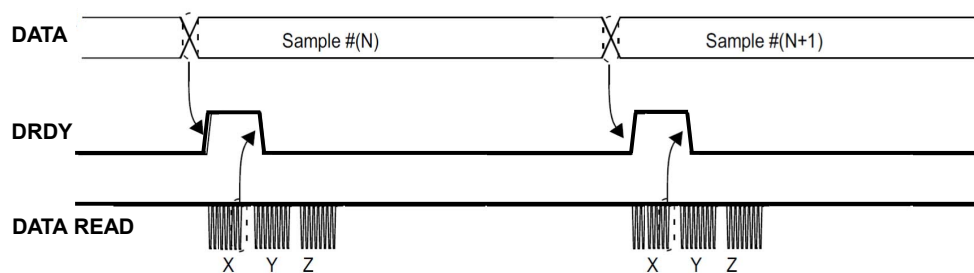 DATA
Sample #(N)
Sample #(N+1)
DRDY
DATA READ
X Y Z
X Y Z